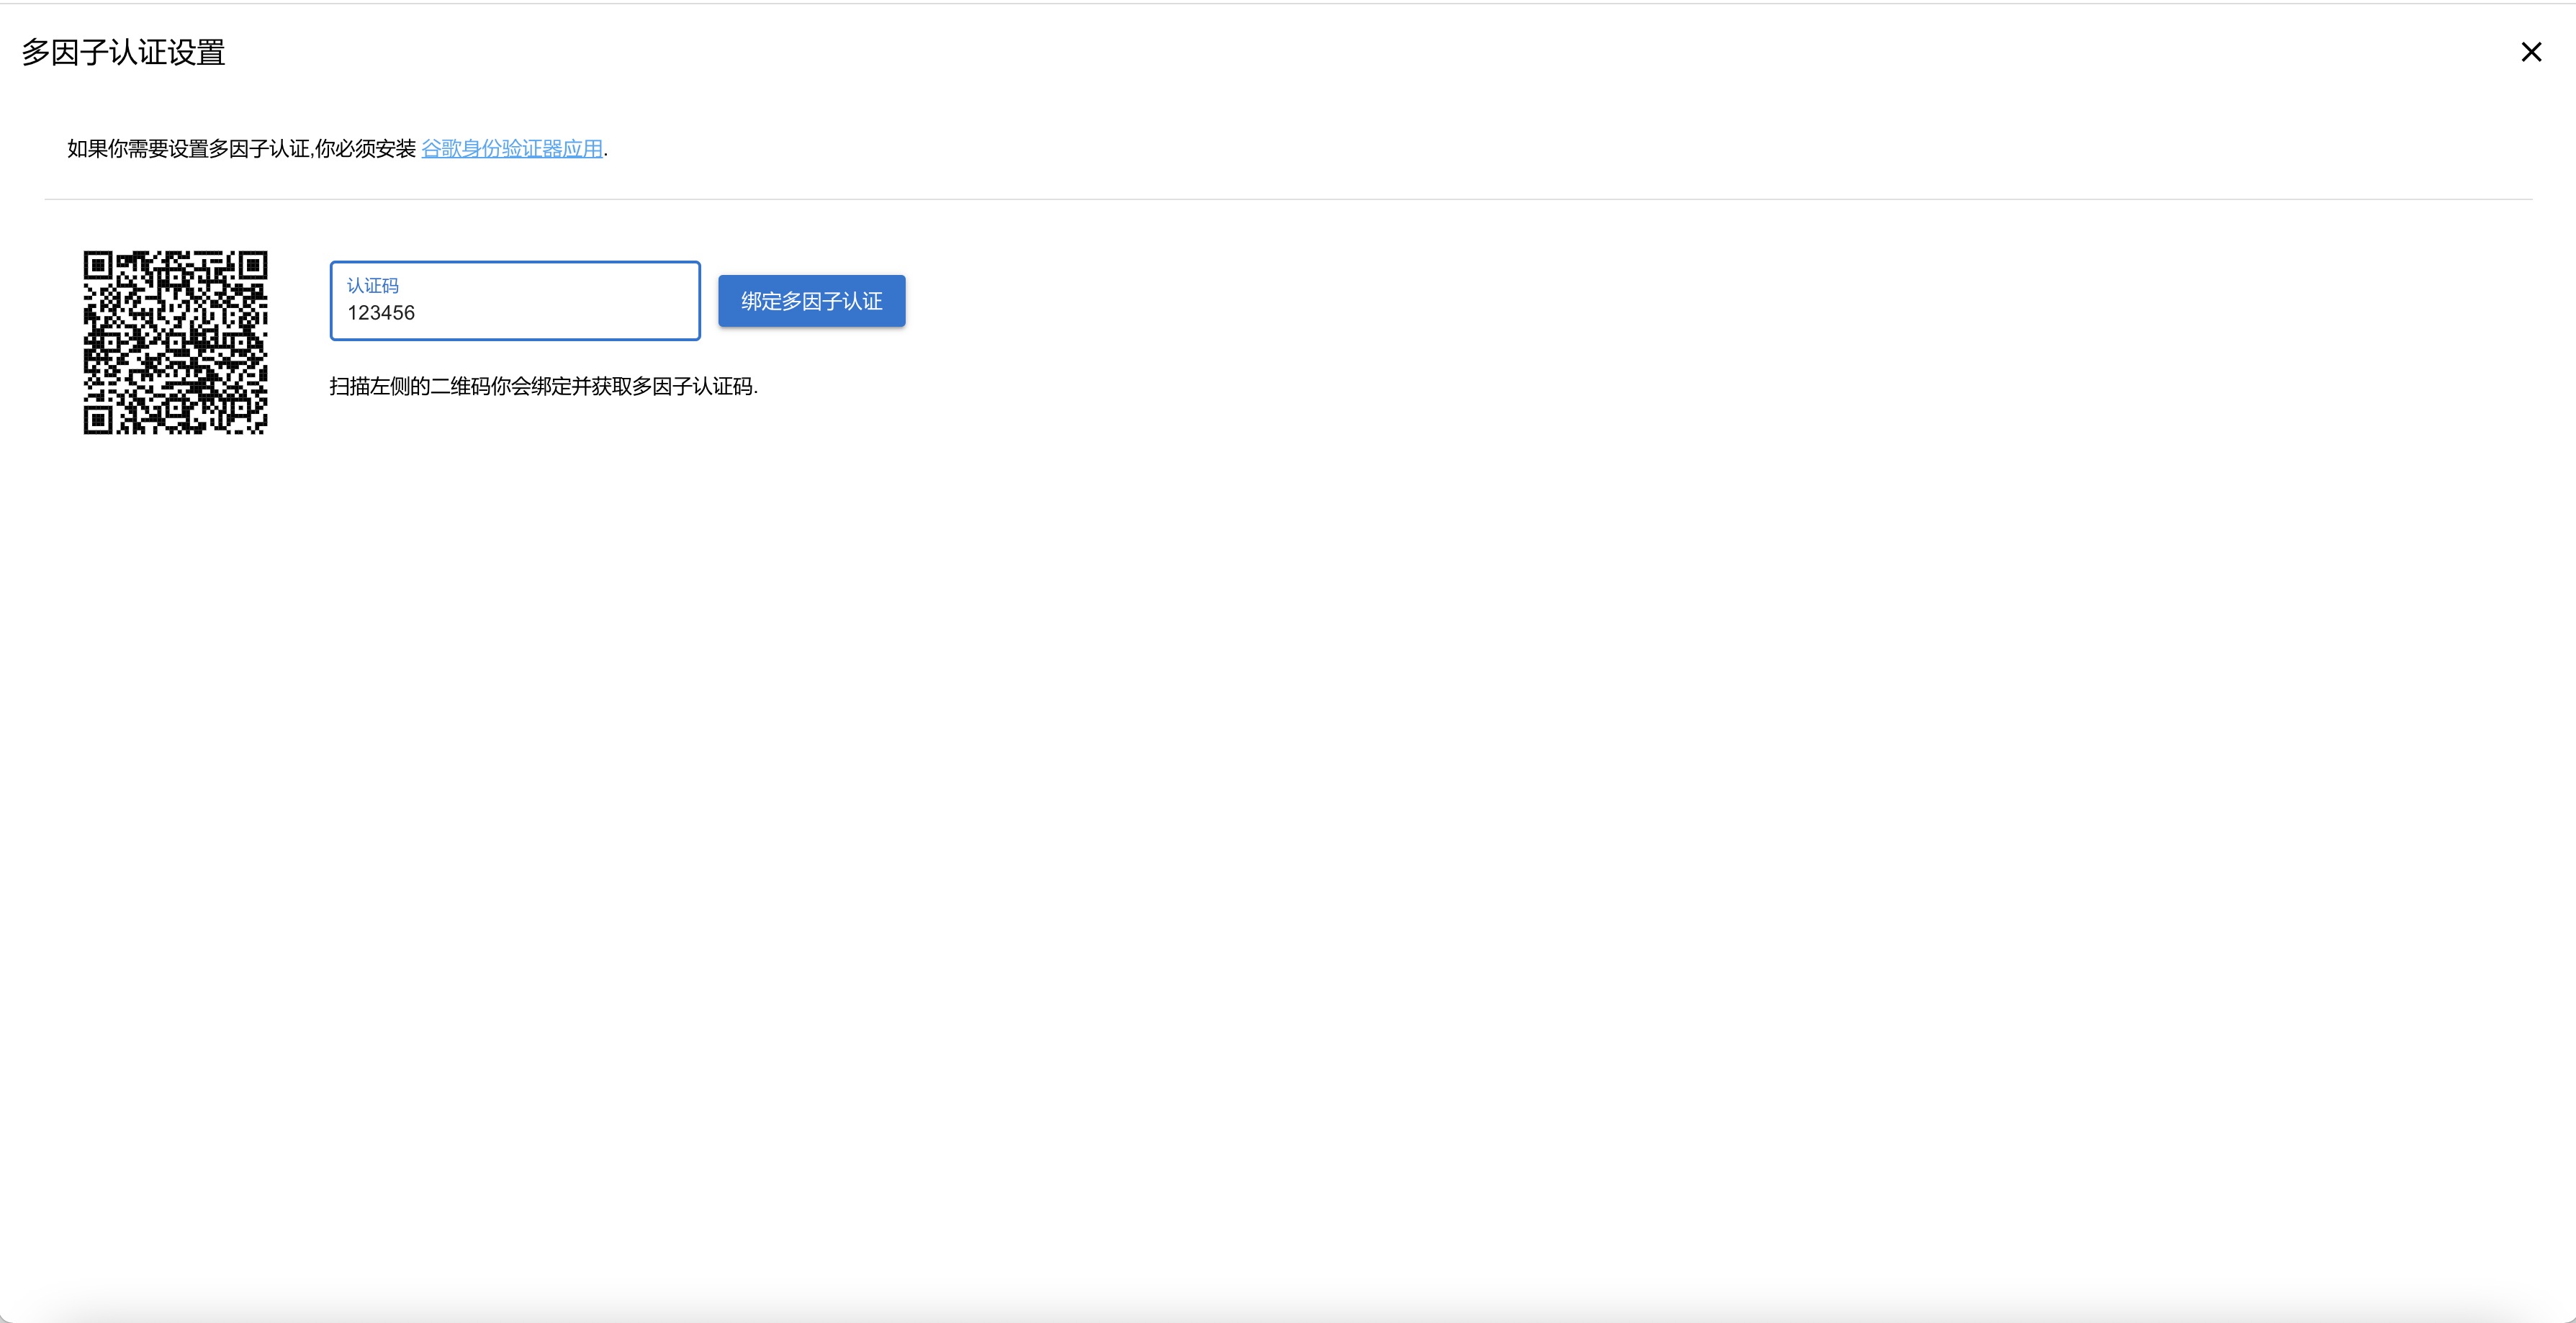 多因子认证设置
如果你需要设置多因子认证,你必须安装 谷歌身份验证器应用.
认证码
123456
绑定多因子认证
扫描左侧的二维码你会绑定并获取多因子认证码.